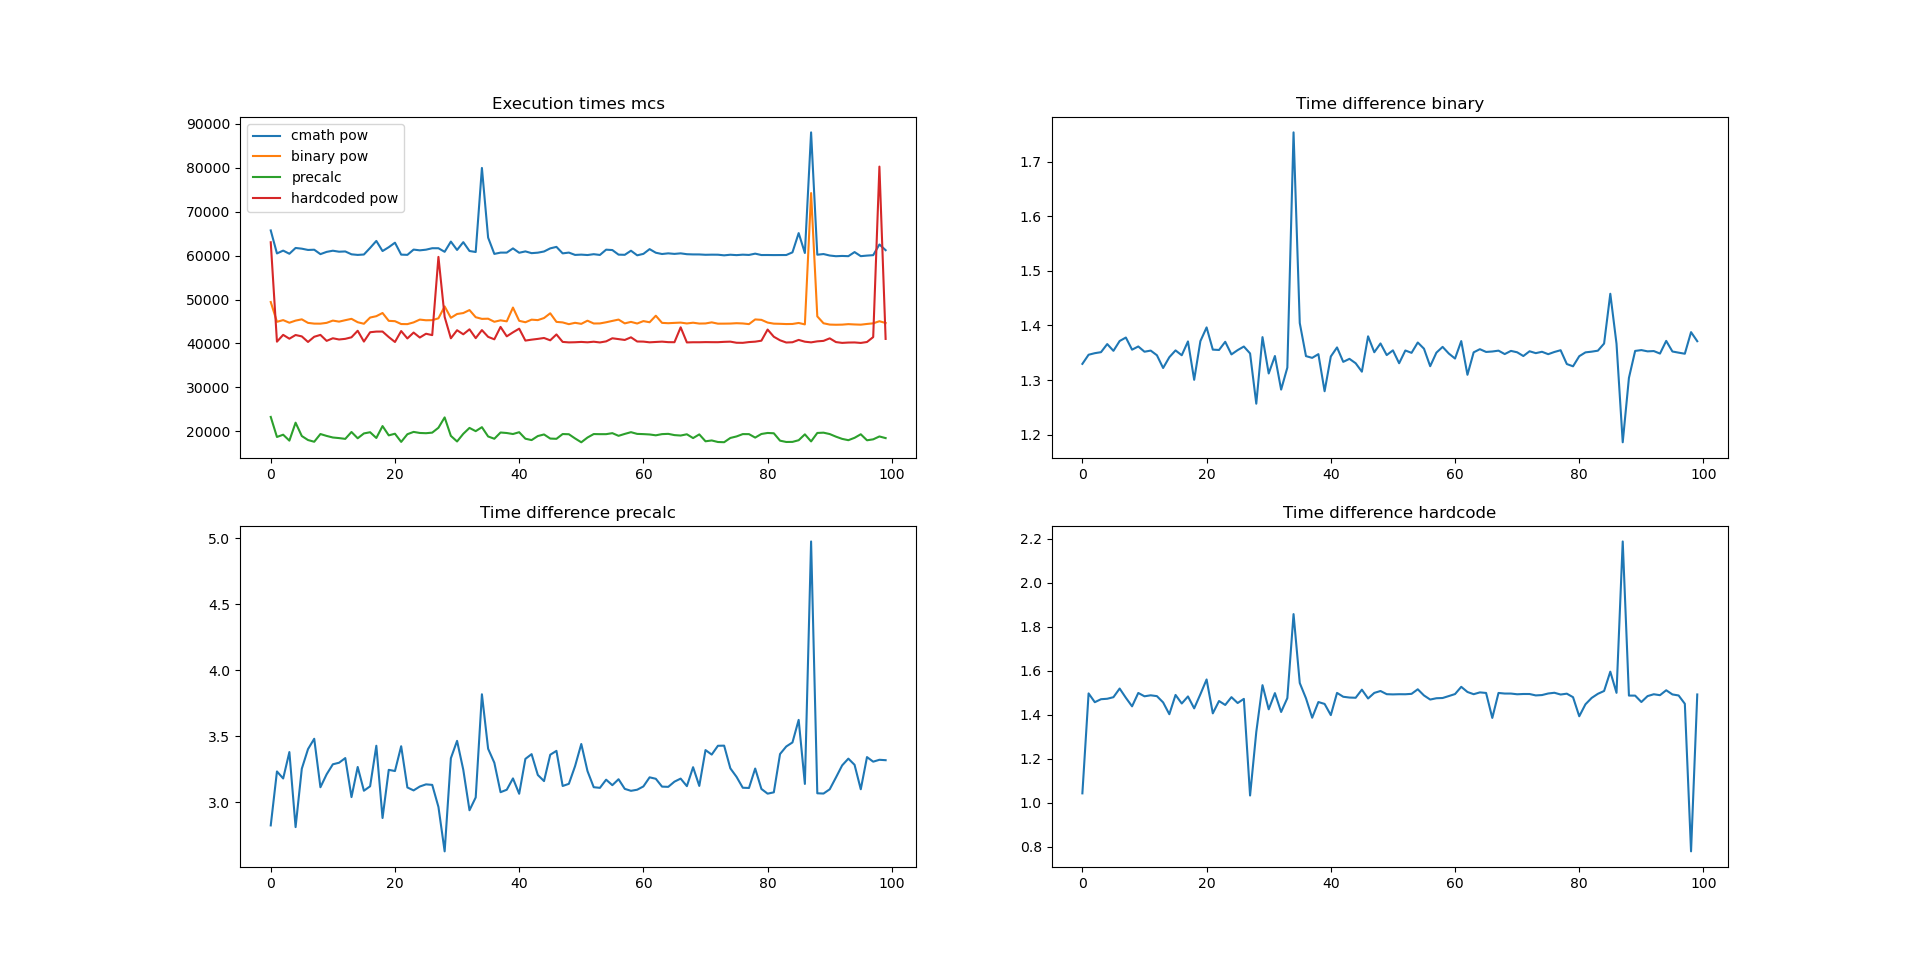 Execution times mcs
90000
80000
70000
60000
50000
40000
30000
20000
cmath pow
binary pow
precalc
hardcoded pow
0 20 40 60 80 100
Time difference binary
1.7
1.6
1.5
1.4
1.3
1.2
0 20 40 60 80 100
Time difference precalc
5.0
4.5
4.0
3.5
3.0
0 20 40 60 80 100
Time difference hardcode
2.2
2.0
1.8
1.6
1.4
1.2
1.0
0.8
0 20 40 60 80 100